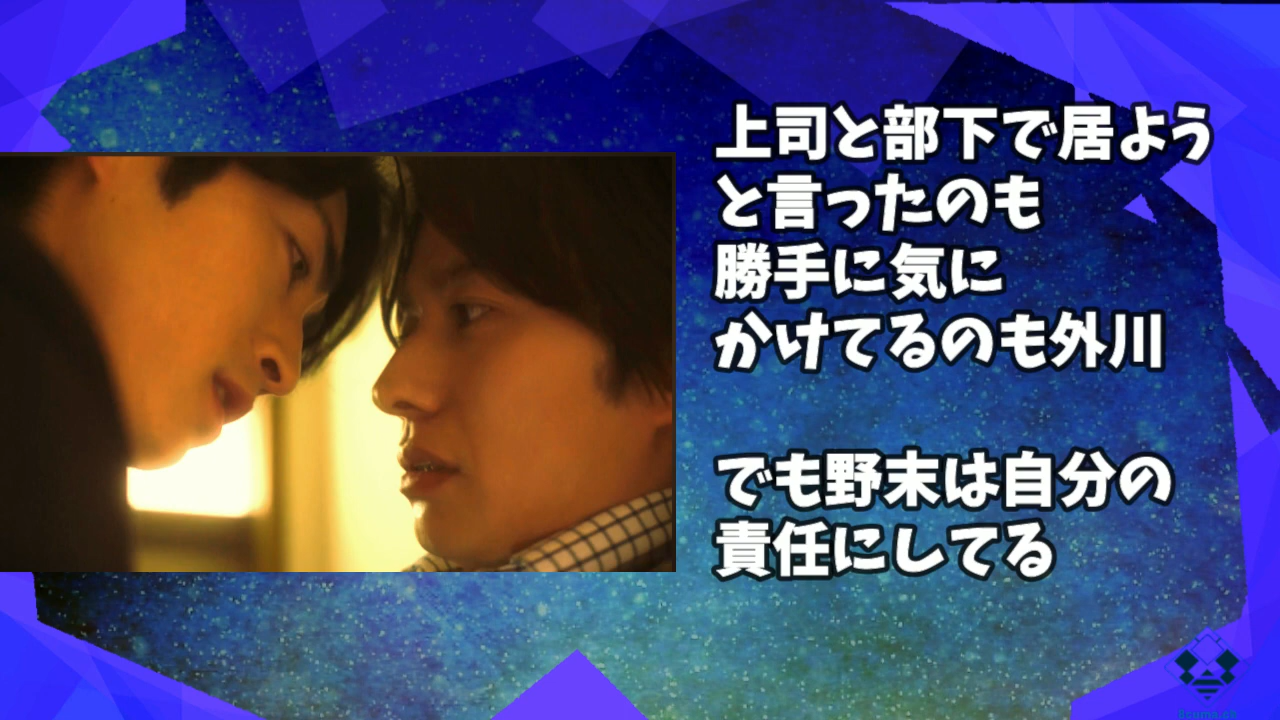 上司と部下で居よう
と言ったのも
勝手に気に
かけてるのも外川
でも野末は自分の
責任にしてる